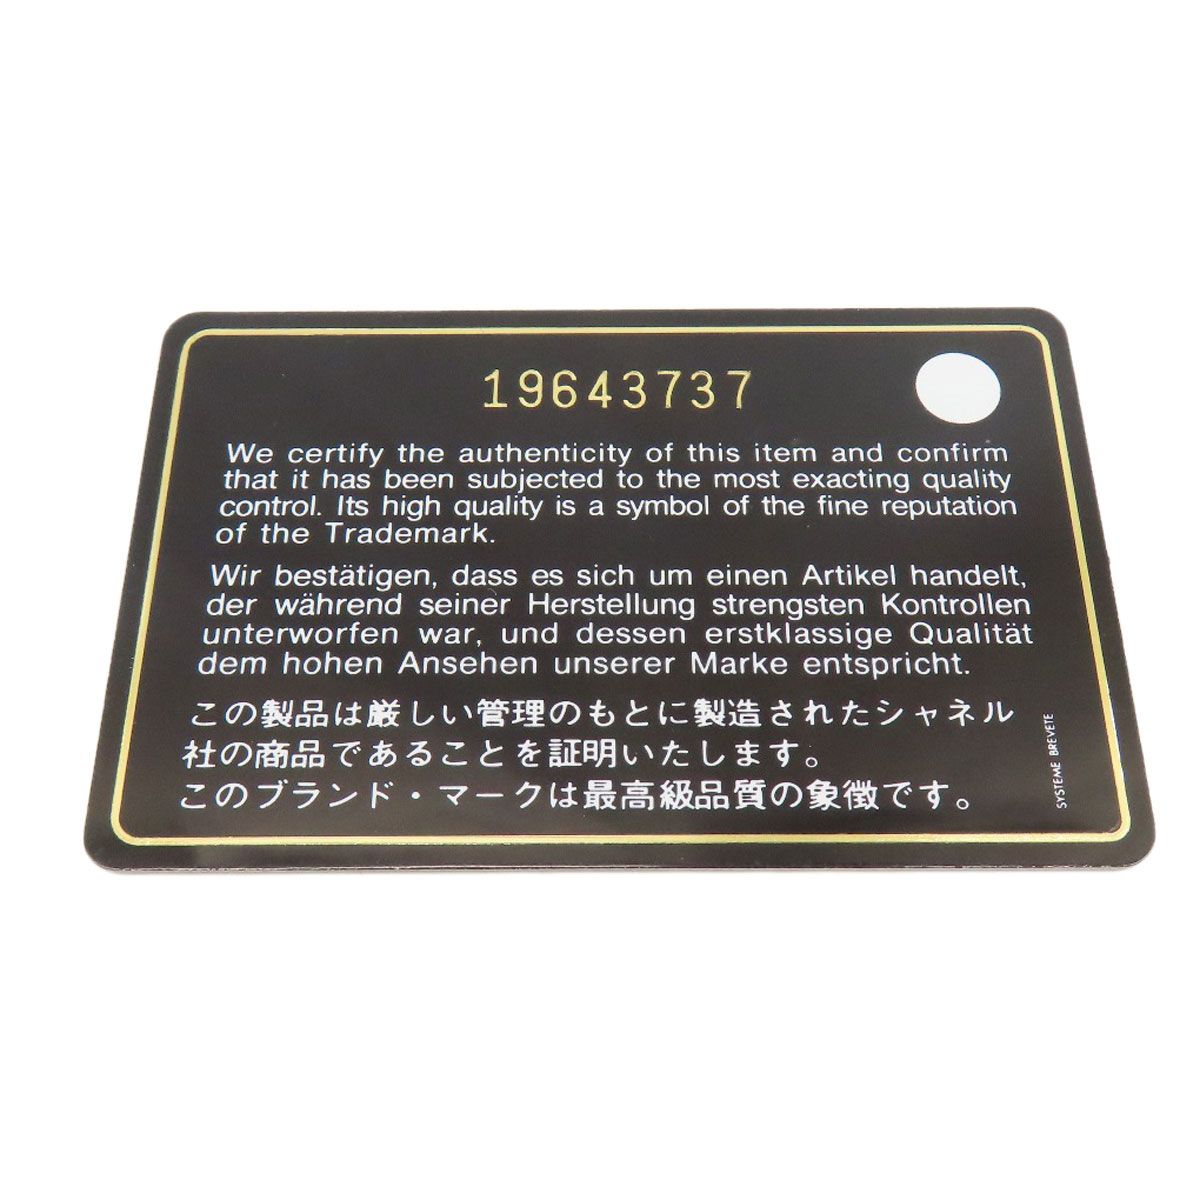 19643737
We certify the authenticity of this item and confirm
that it has been subjected to the most exacting quality
control. Its high quality is a symbol of the fine reputation
of the Trademark.
Wir bestätigen, dass es sich um einen Artikel handelt,
der während seiner Herstellung strengsten Kontrollen
unterworfen war, und dessen erstklassige Qualität
dem hohen Ansehen unserer Marke entspricht.
この製品は厳しい管理のもとに製造されたシャネル
社の商品であることを証明いたします。
このブランド・マークは最高級品質の象徴です。
SYSTEME BREVETE